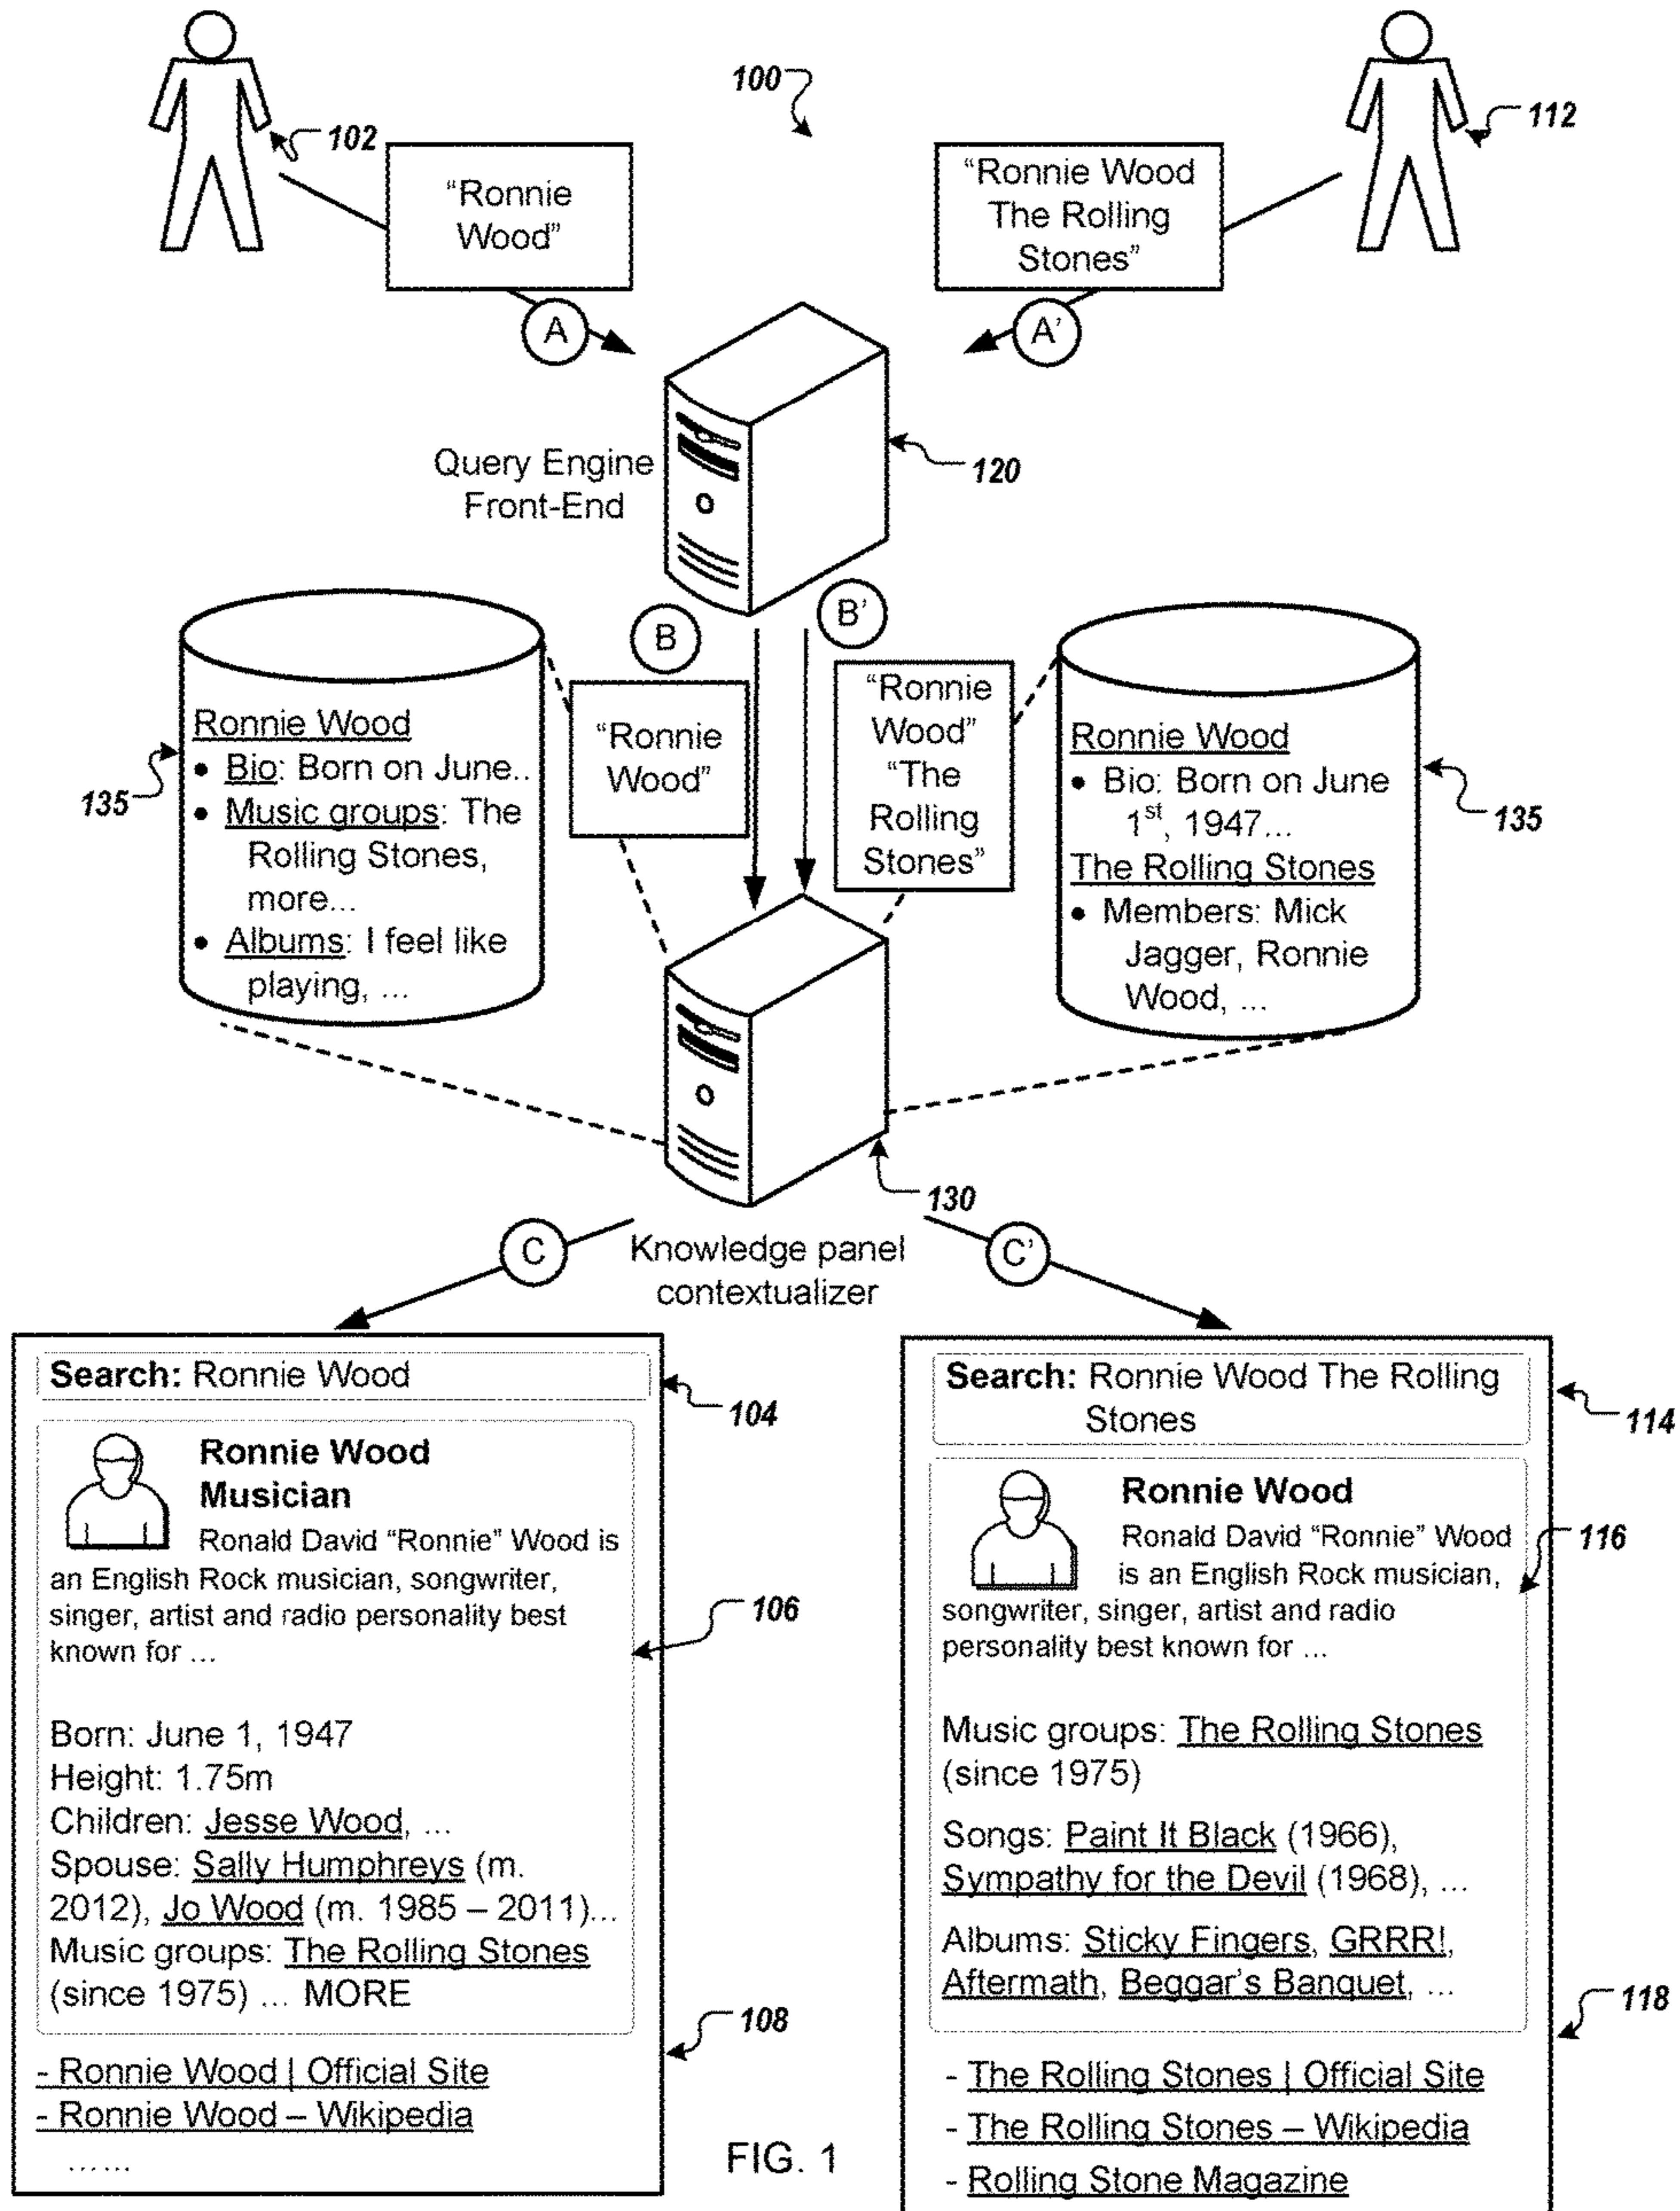 100
102
112
“Ronnie
Wood”
“Ronnie Wood
The Rolling
Stones”
A
A’
Query Engine
Front-End
120
B
B’
Ronnie Wood
• Bio: Born on June..
• Music groups: The
Rolling Stones,
more...
• Albums: I feel like
playing, ...
135
“Ronnie
Wood”
“Ronnie
Wood”
“The
Rolling
Stones”
Ronnie Wood
• Bio: Born on June
1st, 1947...
The Rolling Stones
• Members: Mick
Jagger, Ronnie
Wood, ...
135
130
C
Knowledge panel
contextualizer
C’
Search: Ronnie Wood
104
Ronnie Wood
Musician
Ronald David “Ronnie” Wood is
an English Rock musician, songwriter,
singer, artist and radio personality best
known for ...
106
Born: June 1, 1947
Height: 1.75m
Children: Jesse Wood, ...
Spouse: Sally Humphreys (m.
2012), Jo Wood (m. 1985 – 2011)...
Music groups: The Rolling Stones
(since 1975) ... MORE
108
- Ronnie Wood | Official Site
- Ronnie Wood – Wikipedia
......
Search: Ronnie Wood The Rolling
Stones
114
Ronnie Wood
Ronald David “Ronnie” Wood
is an English Rock musician,
songwriter, singer, artist and radio
personality best known for ...
116
Music groups: The Rolling Stones
(since 1975)
Songs: Paint It Black (1966),
Sympathy for the Devil (1968), ...
Albums: Sticky Fingers, GRRR!,
Aftermath, Beggar’s Banquet, ...
118
- The Rolling Stones | Official Site
- The Rolling Stones – Wikipedia
- Rolling Stone Magazine
FIG. 1